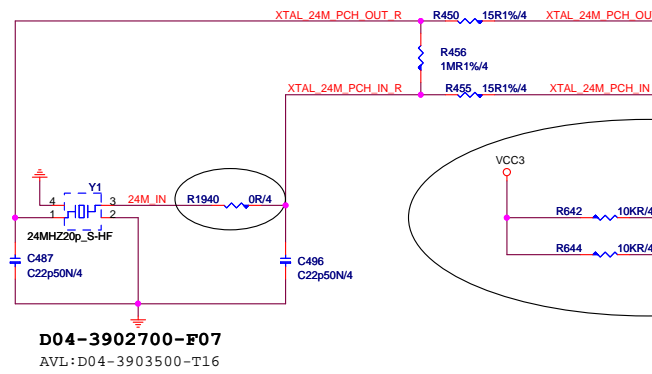 XTAL_24M_PCH_OUT_R R450 15R1%/4 XTAL_24M_PCH_OU
R456
1MR1%/4
XTAL_24M_PCH_IN_R R455 15R1%/4 XTAL_24M_PCH_IN
VCC3
Y1
4 3 24M_IN R1940 0R/4
1 2
R642 10KR/4
24MHZ20p_S-HF
R644 10KR/4
C487
C22p50N/4
C496
C22p50N/4
D04-3902700-F07
AVL:D04-3903500-T16